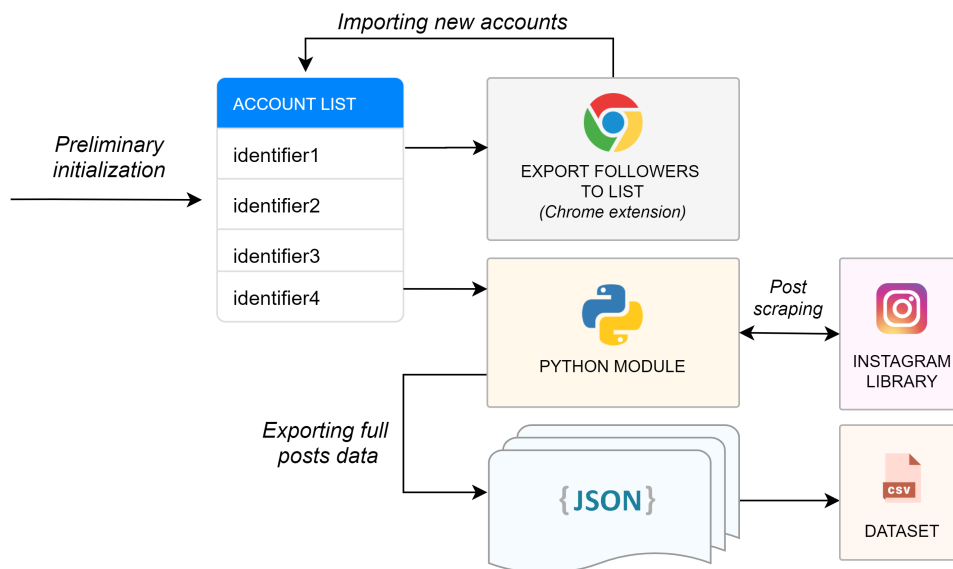 Importing new accounts
ACCOUNT LIST
Preliminary
initialization
identifier1
identifier2
identifier3
identifier4
EXPORT FOLLOWERS
TO LIST
(Chrome extension)
PYTHON MODULE
Post
scraping
INSTAGRAM
LIBRARY
Exporting full
posts data
{JSON}
csv
DATASET